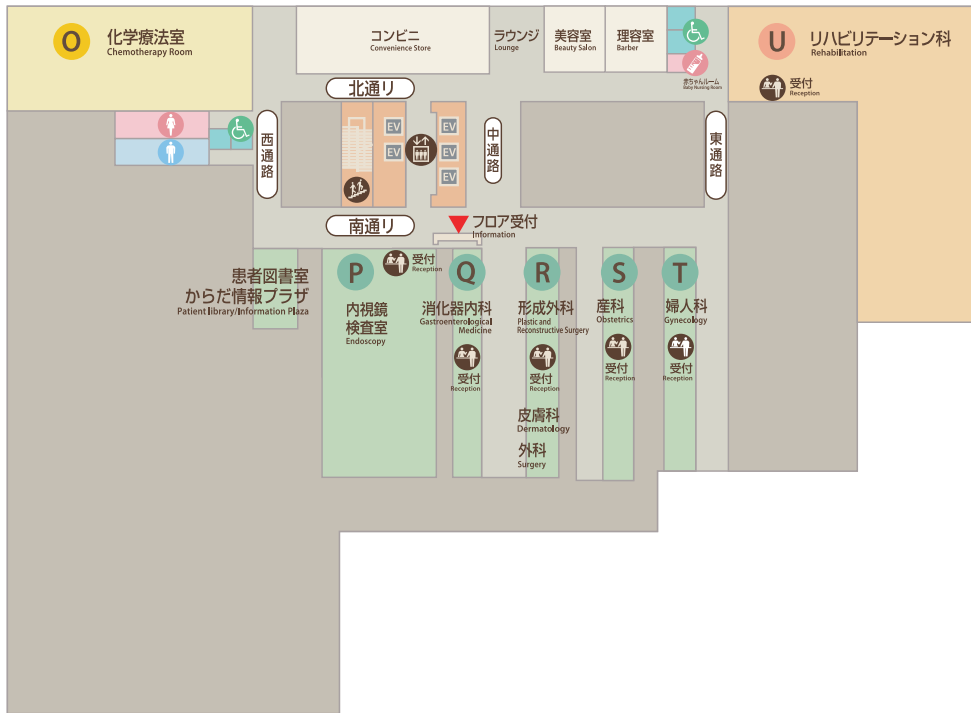 O
化学療法室
Chemotherapy Room
コンビニ
Convenience Store
ラウンジ
Lounge
美容室
Beauty Salon
理容室
Barber
赤ちゃんルーム
Baby Nursing Room
U
リハビリテーション科
Rehabilitation
受付
Reception
北通り
西通路
EV
EV
EV
EV
EV
中通路
東通路
南通り
フロア受付
Information
患者図書室
からだ情報プラザ
Patient library/Information Plaza
P
受付
Reception
内視鏡
検査室
Endoscopy
Q
消化器内科
Gastroenterological
Medicine
受付
Reception
R
形成外科
Plastic and
Reconstructive Surgery
受付
Reception
皮膚科
Dermatology
外科
Surgery
S
産科
Obstetrics
受付
Reception
T
婦人科
Gynecology
受付
Reception